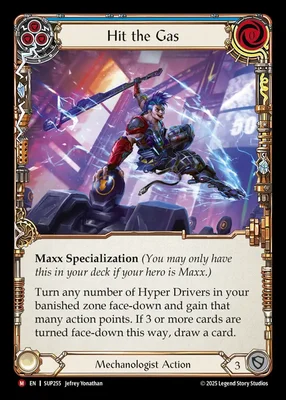 Hit the Gas
Maxx Specialization (You may only
have this in your deck if your hero is Maxx.)
Turn any number of Hyper Drivers in your
banished zone face-down and gain that
many action points. If 3 or more cards are
turned face-down this way, draw a card.
Mechanologist Action
3
M EN | SUP255 Jefrey Yonathan
© 2025 Legend Story Studios